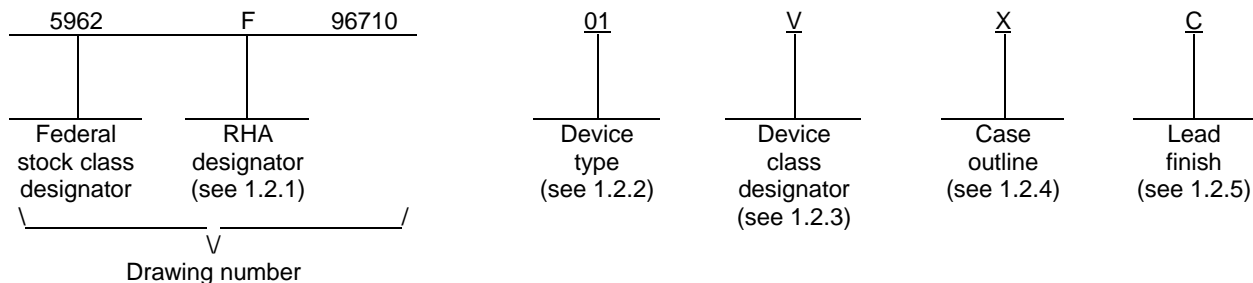 5962 F 96710 01 V X C
Federal stock class designator
RHA designator (see 1.2.1)
Device type (see 1.2.2)
Device class designator (see 1.2.3)
Case outline (see 1.2.4)
Lead finish (see 1.2.5)
Drawing number